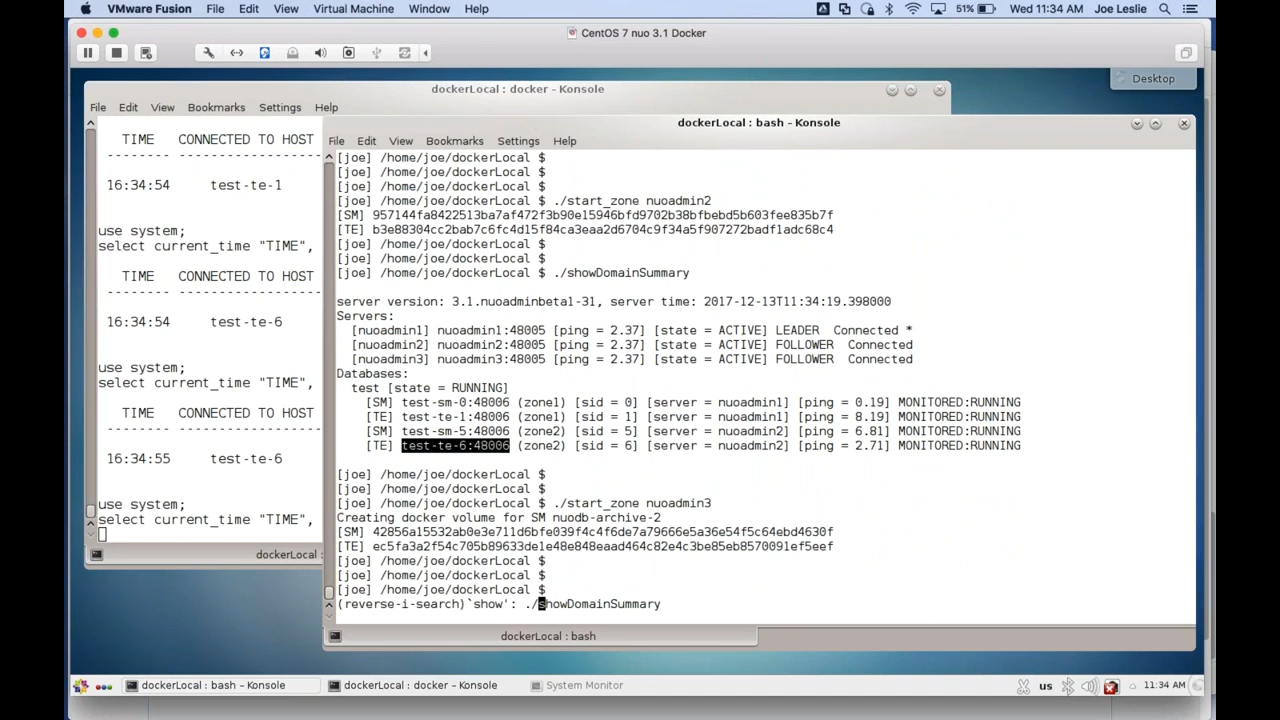 VMware Fusion File Edit View Virtual Machine Window Help 51% Wed 11:34 AM Joe Leslie
CentOS 7 nuo 3.1 Docker
Desktop
dockerLocal : docker - Konsole
File Edit View Bookmarks Settings Help
TIME CONNECTED TO HOST
-------- -----------------
16:34:54 test-te-1
use system;
select current_time "TIME",
TIME CONNECTED TO HOST
-------- -----------------
16:34:54 test-te-6
use system;
select current_time "TIME",
TIME CONNECTED TO HOST
-------- -----------------
16:34:55 test-te-6
use system;
select current_time "TIME",
dockerLocal :
dockerLocal : bash - Konsole
File Edit View Bookmarks Settings Help
[joe] /home/joe/dockerLocal $
[joe] /home/joe/dockerLocal $
[joe] /home/joe/dockerLocal $
[joe] /home/joe/dockerLocal $ ./start_zone nuoadmin2
[SM] 957144fa8422513ba7af472f3b90e15946bfd9702b38bfbebd5b603fee835b7f
[TE] b3e88304cc2bab7c6fc4d15f84ca3eaa2d6704c9f34a5f907272badf1adc68c4
[joe] /home/joe/dockerLocal $
[joe] /home/joe/dockerLocal $
[joe] /home/joe/dockerLocal $ ./showDomainSummary
server version: 3.1.nuoadminbeta1-31, server time: 2017-12-13T11:34:19.398000
Servers:
[nuoadmin1] nuoadmin1:48005 [ping = 2.37] [state = ACTIVE] LEADER Connected *
[nuoadmin2] nuoadmin2:48005 [ping = 2.37] [state = ACTIVE] FOLLOWER Connected
[nuoadmin3] nuoadmin3:48005 [ping = 2.37] [state = ACTIVE] FOLLOWER Connected
Databases:
test [state = RUNNING]
[SM] test-sm-0:48006 (zone1) [sid = 0] [server = nuoadmin1] [ping = 0.19] MONITORED:RUNNING
[TE] test-te-1:48006 (zone1) [sid = 1] [server = nuoadmin1] [ping = 8.19] MONITORED:RUNNING
[SM] test-sm-5:48006 (zone2) [sid = 5] [server = nuoadmin2] [ping = 6.81] MONITORED:RUNNING
[TE] test-te-6:48006 (zone2) [sid = 6] [server = nuoadmin2] [ping = 2.71] MONITORED:RUNNING
[joe] /home/joe/dockerLocal $
[joe] /home/joe/dockerLocal $
[joe] /home/joe/dockerLocal $ ./start_zone nuoadmin3
Creating docker volume for SM nuodb-archive-2
[SM] 42856a15532ab0e3e711d6bfe039f4c4f6de7a79666e5a36e54f5c64ebd4630f
[TE] ec5fa3a2f54c705b89633de1e48e848eaad464c82e4c3be85eb8570091ef5eef
[joe] /home/joe/dockerLocal $
[joe] /home/joe/dockerLocal $
[joe] /home/joe/dockerLocal $
(reverse-i-search)`show': ./showDomainSummary
dockerLocal : bash
dockerLocal : bash - Konsole dockerLocal : docker - Konsole System Monitor us 11:34 AM